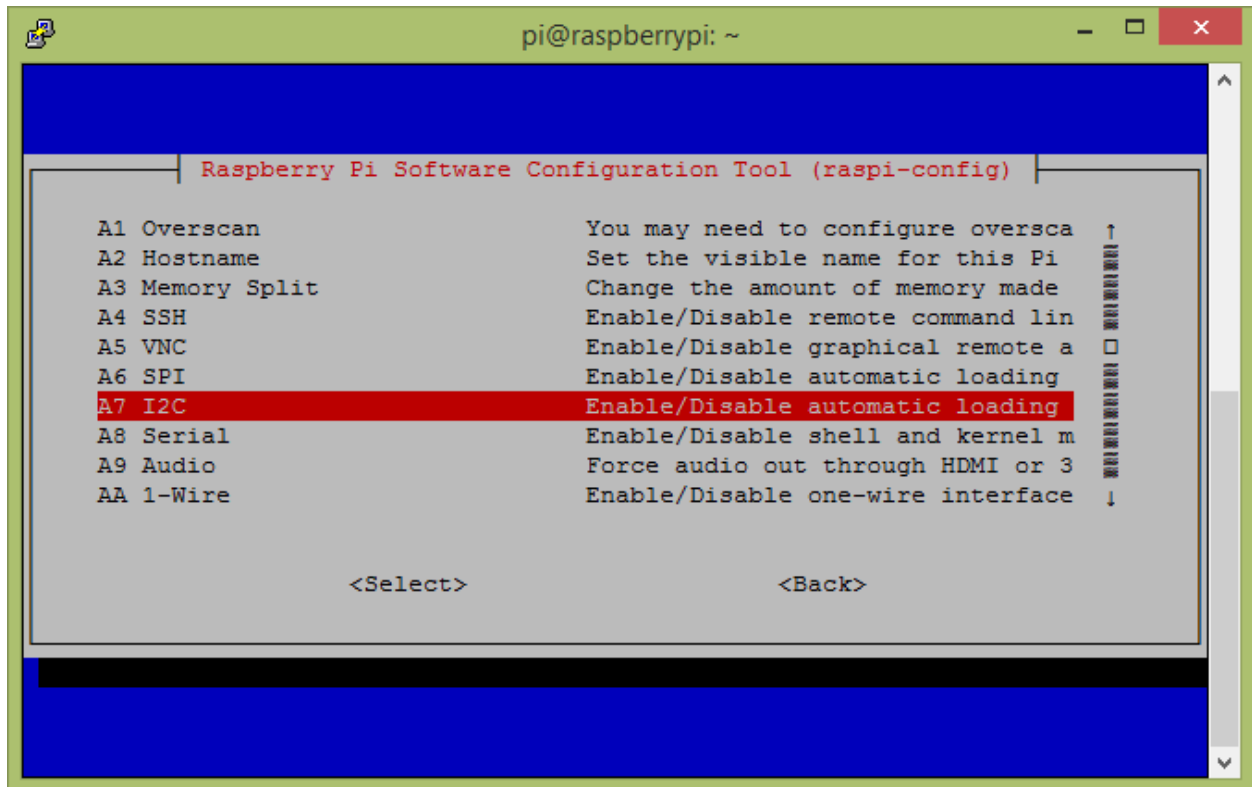 pi@raspberrypi: ~
Raspberry Pi Software Configuration Tool (raspi-config)
A1 Overscan You may need to configure oversca
A2 Hostname Set the visible name for this Pi
A3 Memory Split Change the amount of memory made
A4 SSH Enable/Disable remote command lin
A5 VNC Enable/Disable graphical remote a
A6 SPI Enable/Disable automatic loading
A7 I2C Enable/Disable automatic loading
A8 Serial Enable/Disable shell and kernel m
A9 Audio Force audio out through HDMI or 3
AA 1-Wire Enable/Disable one-wire interface
<Select> <Back>